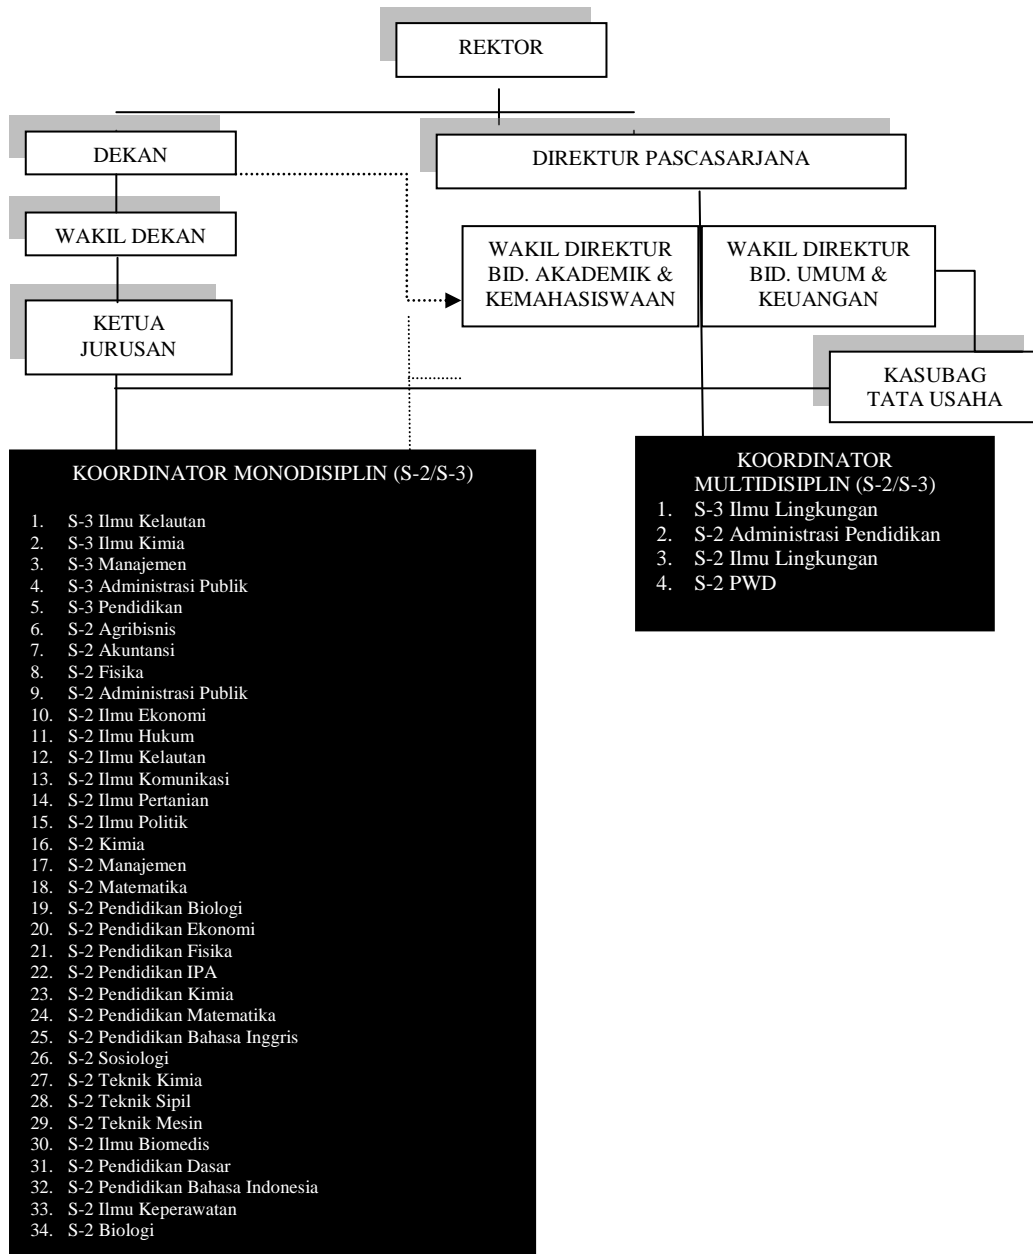 REKTOR
DEKAN
DIREKTUR PASCASARJANA
WAKIL DEKAN
WAKIL DIREKTUR
BID. AKADEMIK &
KEMAHASISWAAN
WAKIL DIREKTUR
BID. UMUM &
KEUANGAN
KETUA
JURUSAN
KASUBAG
TATA USAHA
KOORDINATOR MONODISIPLIN (S-2/S-3)
1. S-3 Ilmu Kelautan
2. S-3 Ilmu Kimia
3. S-3 Manajemen
4. S-3 Administrasi Publik
5. S-3 Pendidikan
6. S-2 Agribisnis
7. S-2 Akuntansi
8. S-2 Fisika
9. S-2 Administrasi Publik
10. S-2 Ilmu Ekonomi
11. S-2 Ilmu Hukum
12. S-2 Ilmu Kelautan
13. S-2 Ilmu Komunikasi
14. S-2 Ilmu Pertanian
15. S-2 Ilmu Politik
16. S-2 Kimia
17. S-2 Manajemen
18. S-2 Matematika
19. S-2 Pendidikan Biologi
20. S-2 Pendidikan Ekonomi
21. S-2 Pendidikan Fisika
22. S-2 Pendidikan IPA
23. S-2 Pendidikan Kimia
24. S-2 Pendidikan Matematika
25. S-2 Pendidikan Bahasa Inggris
26. S-2 Sosiologi
27. S-2 Teknik Kimia
28. S-2 Teknik Sipil
29. S-2 Teknik Mesin
30. S-2 Ilmu Biomedis
31. S-2 Pendidikan Dasar
32. S-2 Pendidikan Bahasa Indonesia
33. S-2 Ilmu Keperawatan
34. S-2 Biologi
KOORDINATOR
MULTIDISIPLIN (S-2/S-3)
1. S-3 Ilmu Lingkungan
2. S-2 Administrasi Pendidikan
3. S-2 Ilmu Lingkungan
4. S-2 PWD